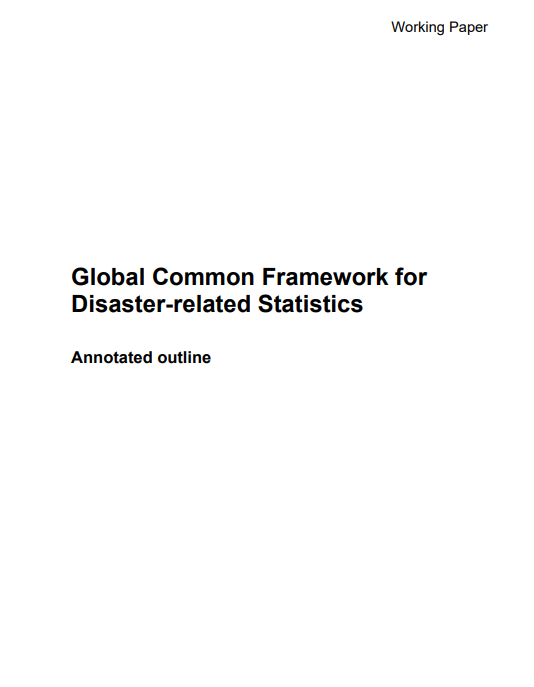 Working Paper
Global Common Framework for
Disaster-related Statistics
Annotated outline